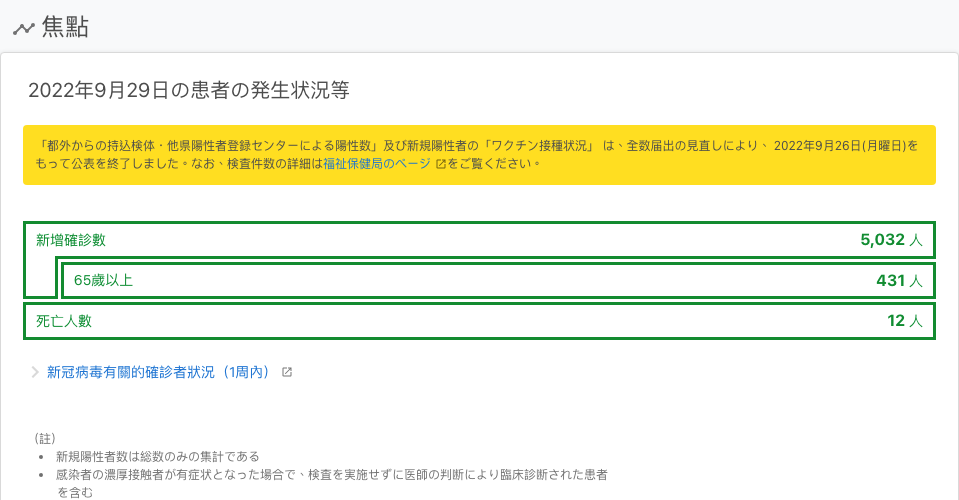 焦點
2022年9月29日の患者の発生状況等
「都外からの持込検体・他県陽性者登録センターによる陽性数」及び新規陽性者の「ワクチン接種状況」 は、全数届出の見直しにより、 2022年9月26日(月曜日)を
もって公表を終了しました。なお、検査件数の詳細は福祉保健局のページ をご覧ください。
新增確診數 5,032 人
65歲以上 431 人
死亡人數 12 人
新冠病毒有關的確診者狀況（1周內）
（註）
• 新規陽性者数は総数のみの集計である
• 感染者の濃厚接触者が有症状となった場合で、検査を実施せずに医師の判断により臨床診断された患者
を含む